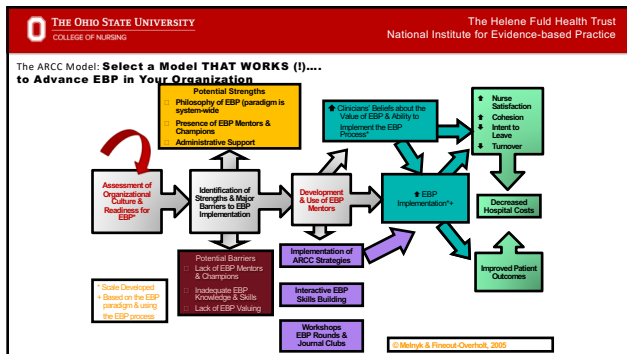 THE OHIO STATE UNIVERSITY
COLLEGE OF NURSING
The Helene Fuld Health Trust
National Institute for Evidence-based Practice
The ARCC Model: Select a Model THAT WORKS (!)....
to Advance EBP in Your Organization
Potential Strengths
Philosophy of EBP (paradigm is
system-wide
Presence of EBP Mentors &
Champions
Administrative Support
Clinicians' Beliefs about the
Value of EBP & Ability to
Implement the EBP
Process*
Nurse
Satisfaction
Cohesion
Intent to
Leave
Turnover
Assessment of
Organizational
Culture &
Readiness for
EBP*
Identification of
Strengths & Major
Barriers to EBP
Implementation
Development
& Use of EBP
Mentors
EBP
Implementation*+
Decreased
Hospital Costs
Potential Barriers
Lack of EBP Mentors
& Champions
Inadequate EBP
Knowledge & Skills
Lack of EBP Valuing
Implementation of
ARCC Strategies
Interactive EBP
Skills Building
Workshops
EBP Rounds &
Journal Clubs
Improved Patient
Outcomes
* Scale Developed
+ Based on the EBP
paradigm & using
the EBP process
© Melnyk & Fineout-Overholt, 2005